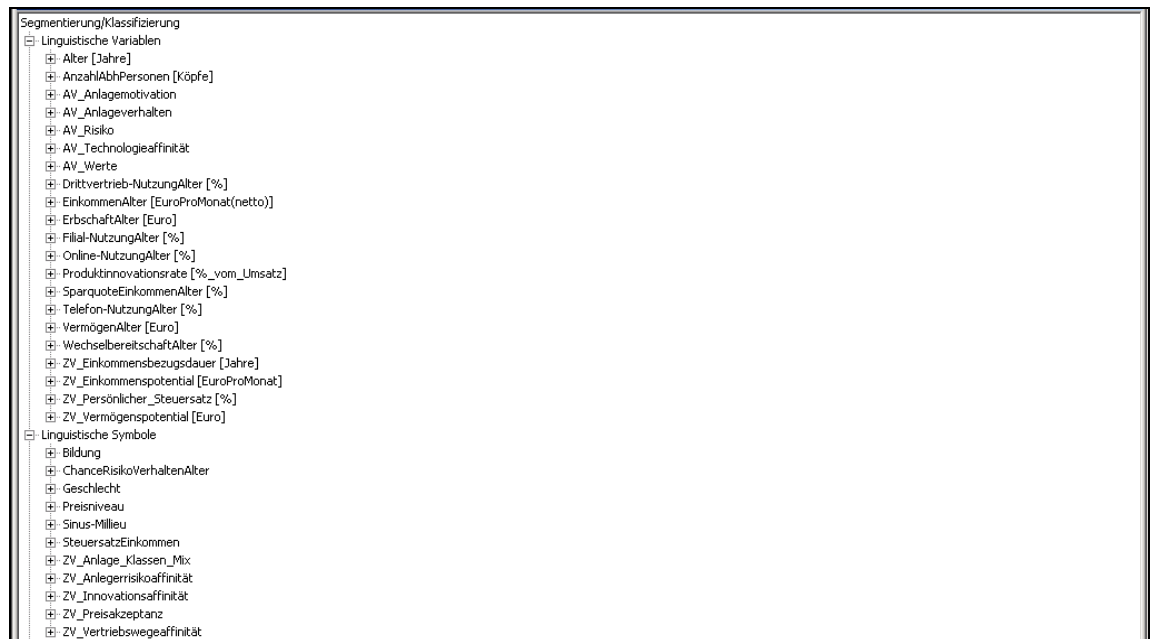 Segmentierung/Klassifizierung
Linguistische Variablen
Alter [Jahre]
AnzahlAbhPersonen [Köpfe]
AV_Anlagemotivation
AV_Anlageverhalten
AV_Risiko
AV_Technologieaffinität
AV_Werte
Drittvertrieb-NutzungAlter [%]
EinkommenAlter [EuroProMonat(netto)]
ErbschaftAlter [Euro]
Filial-NutzungAlter [%]
Online-NutzungAlter [%]
Produktinnovationsrate [%_vom_Umsatz]
SparquoteEinkommenAlter [%]
Telefon-NutzungAlter [%]
VermögenAlter [Euro]
WechselbereitschaftAlter [%]
ZV_Einkommensbezugsdauer [Jahre]
ZV_Einkommenspotential [EuroProMonat]
ZV_Persönlicher_Steuersatz [%]
ZV_Vermögenspotential [Euro]
Linguistische Symbole
Bildung
ChanceRisikoVerhaltenAlter
Geschlecht
Preisniveau
Sinus-Millieu
SteuersatzEinkommen
ZV_Anlage_Klassen_Mix
ZV_Anlegerrisikoaffinität
ZV_Innovationsaffinität
ZV_Preisakzeptanz
ZV_Vertriebswegeaffinität